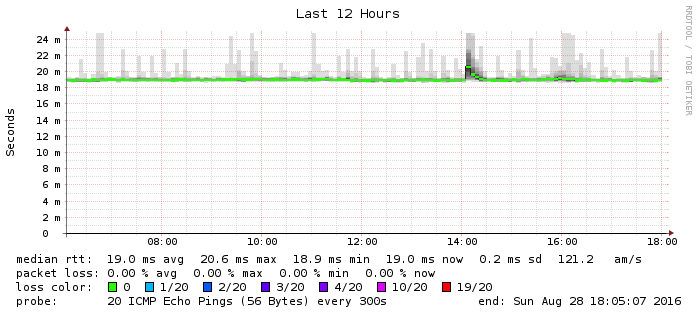 Last 12 Hours
RRDTOOL / TOBI OETIKER
Seconds
24 m
22 m
20 m
18 m
16 m
14 m
12 m
10 m
8 m
6 m
4 m
2 m
0
08:00 10:00 12:00 14:00 16:00 18:00
median rtt: 19.0 ms avg 20.6 ms max 18.9 ms min 19.0 ms now 0.2 ms sd 121.2 am/s
packet loss: 0.00 % avg 0.00 % max 0.00 % min 0.00 % now
loss color: 0 1/20 2/20 3/20 4/20 10/20 19/20
probe: 20 ICMP Echo Pings (56 Bytes) every 300s end: Sun Aug 28 18:05:07 2016